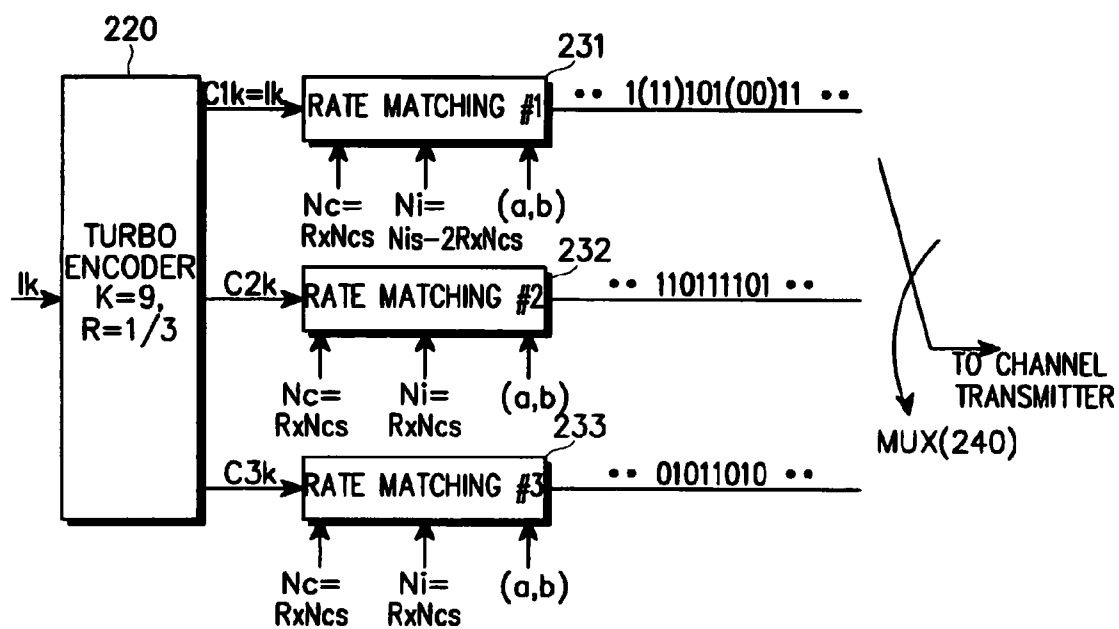 220
TURBO
ENCODER
K=9,
R=1/3
Ik
C1k=Ik
231
RATE MATCHING #1
•• 1(11)101(00)11 ••
Nc=
RxNcs
Ni=
Nis-2RxNcs
(a,b)
C2k
232
RATE MATCHING #2
•• 110111101 ••
Nc=
RxNcs
Ni=
RxNcs
(a,b)
C3k
233
RATE MATCHING #3
•• 01011010 ••
Nc=
RxNcs
Ni=
RxNcs
(a,b)
TO CHANNEL
TRANSMITTER
MUX(240)